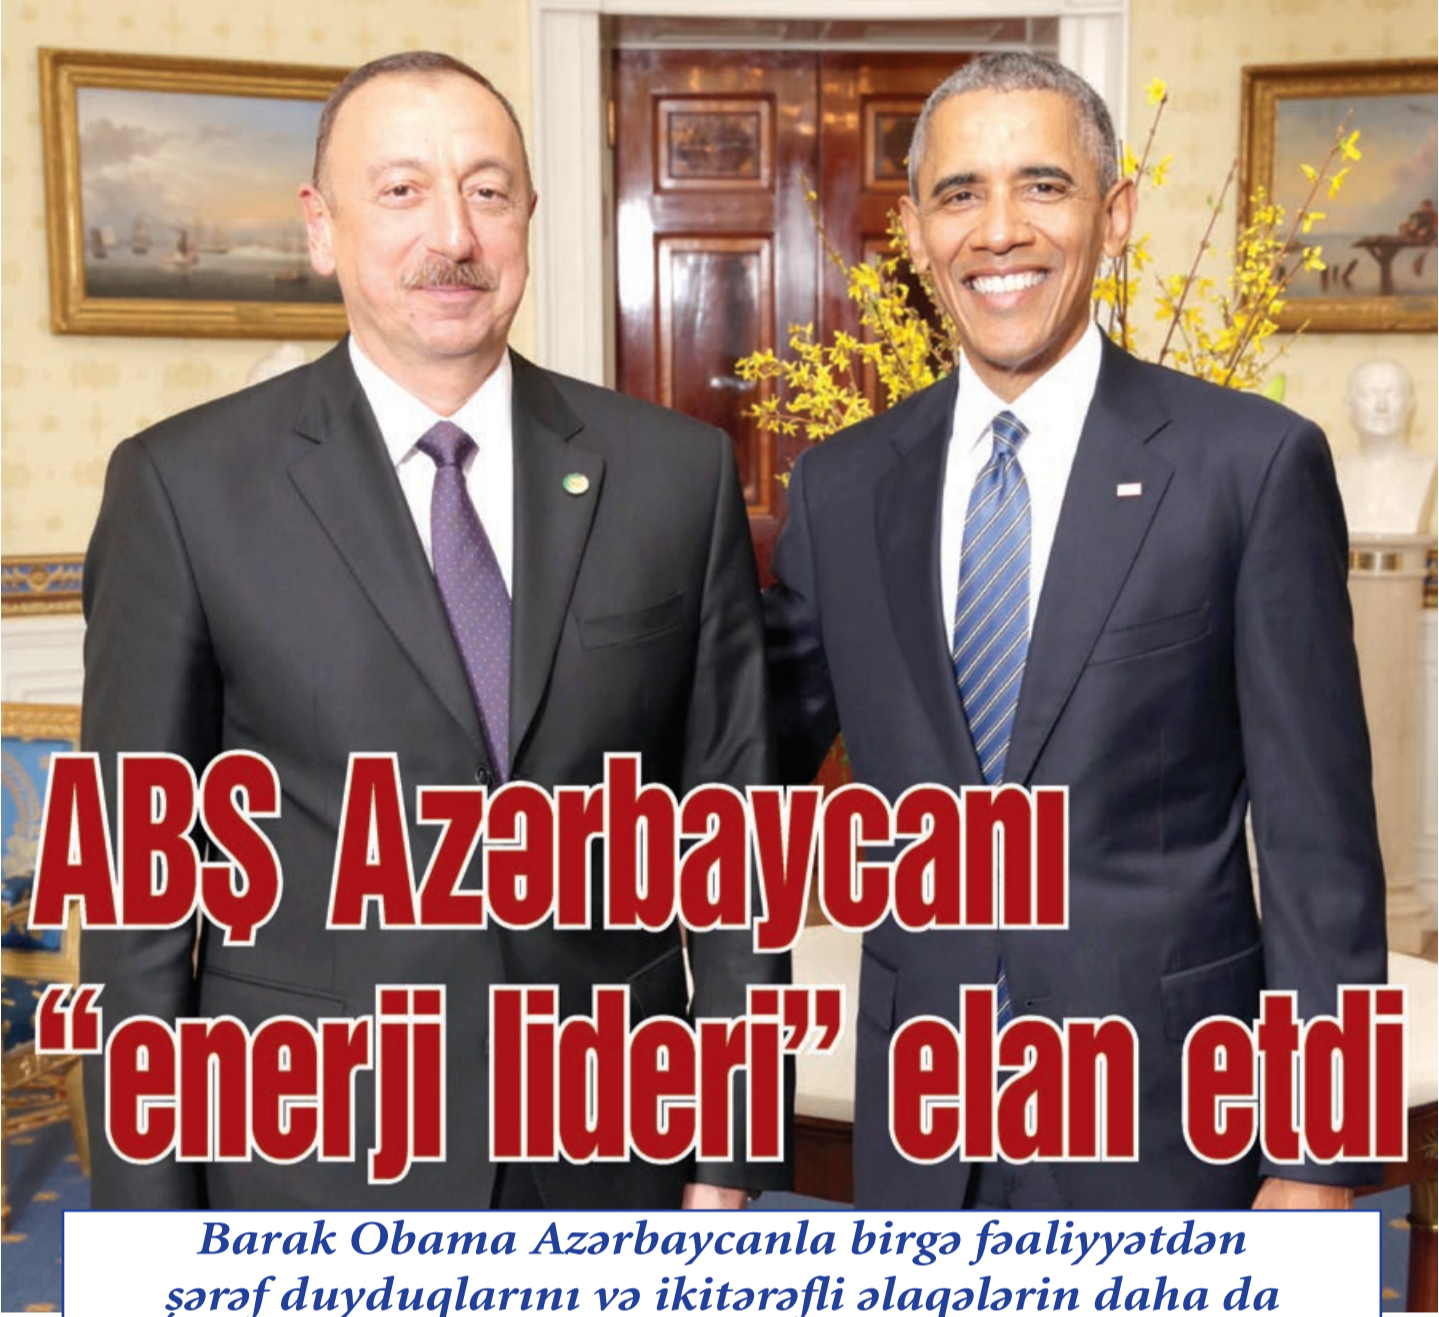 ABŞ Azərbaycanı
“enerji lideri” elan etdi
Barak Obama Azərbaycanla birgə fəaliyyətdən
şərəf duyduqlarını və ikitərəfli əlaqələrin daha da